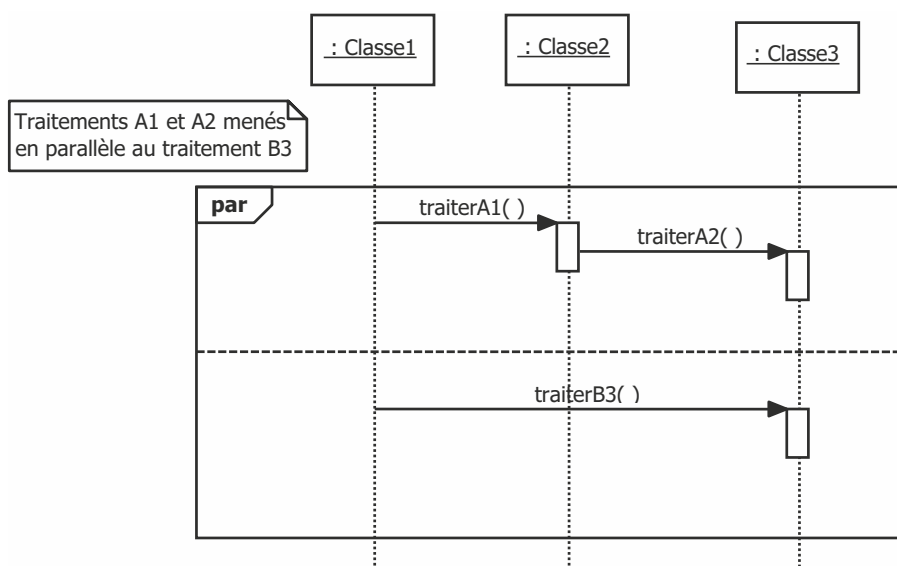 : Classe1
: Classe2
: Classe3
Traitements A1 et A2 menés
en parallèle au traitement B3
par
traiterA1( )
traiterA2( )
traiterB3( )